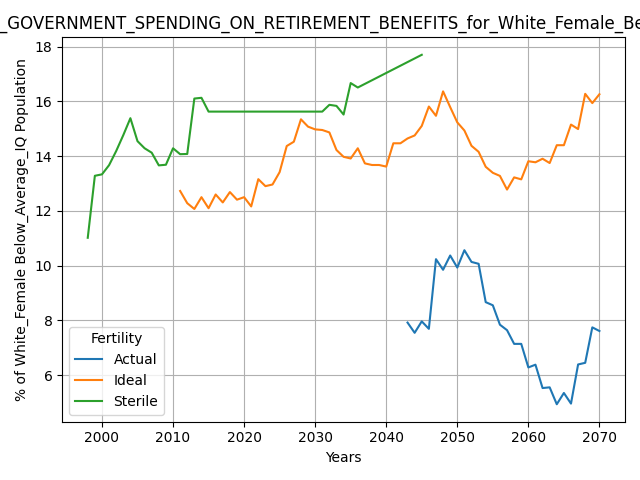 _GOVERNMENT_SPENDING_ON_RETIREMENT_BENEFITS_for_White_Female_Be
% of White_Female Below_Average_IQ Population
18
16
14
12
10
8
6
Fertility
Actual
Ideal
Sterile
2000 2010 2020 2030 2040 2050 2060 2070
Years